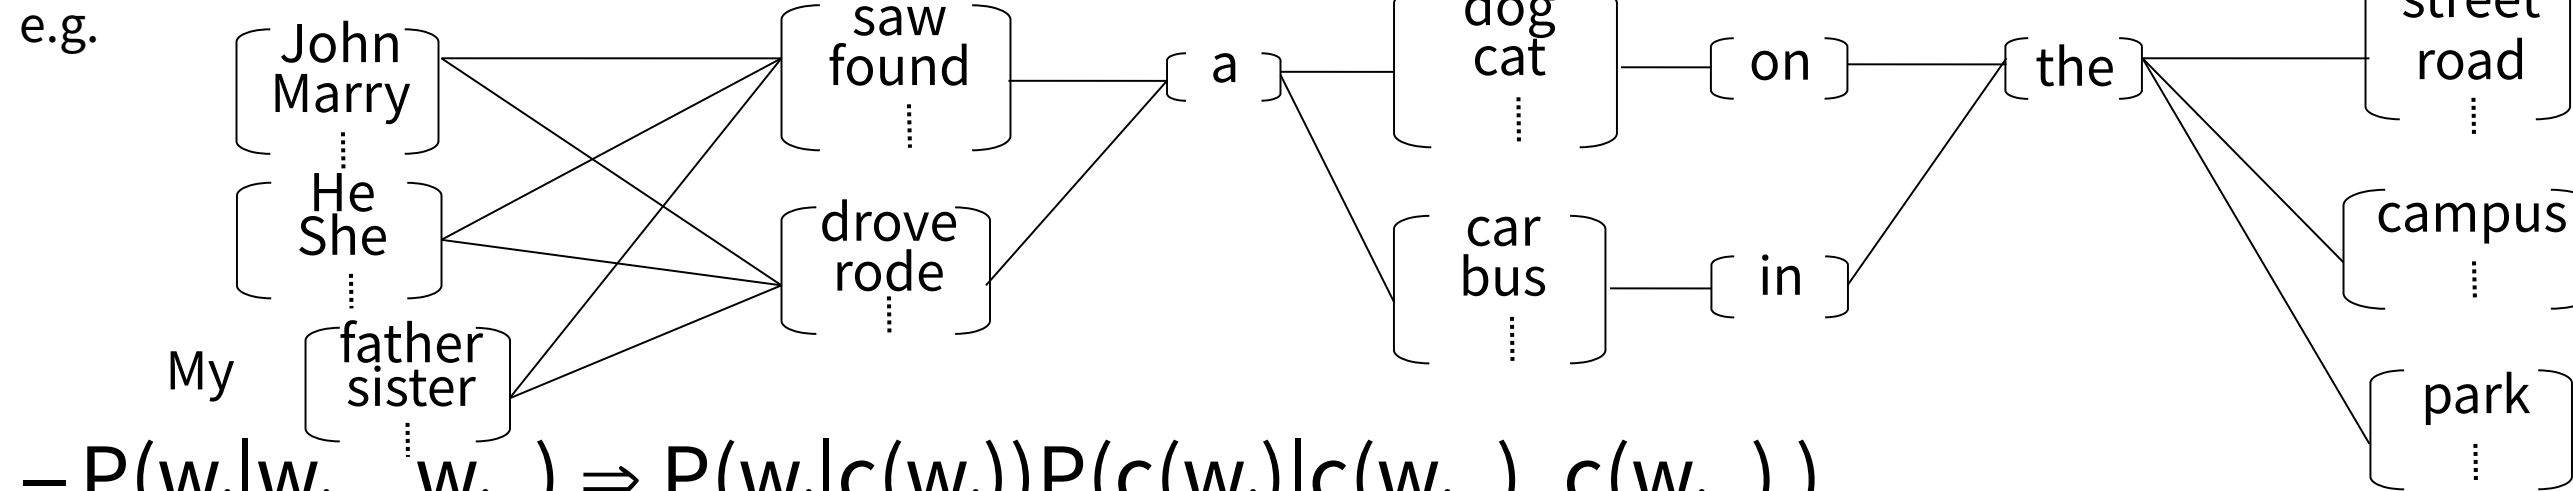 e.g.
John
Marry
He
She
My
father
sister
saw
found
drove
rode
a
dog
cat
car
bus
on
in
the
street
road
campus
park